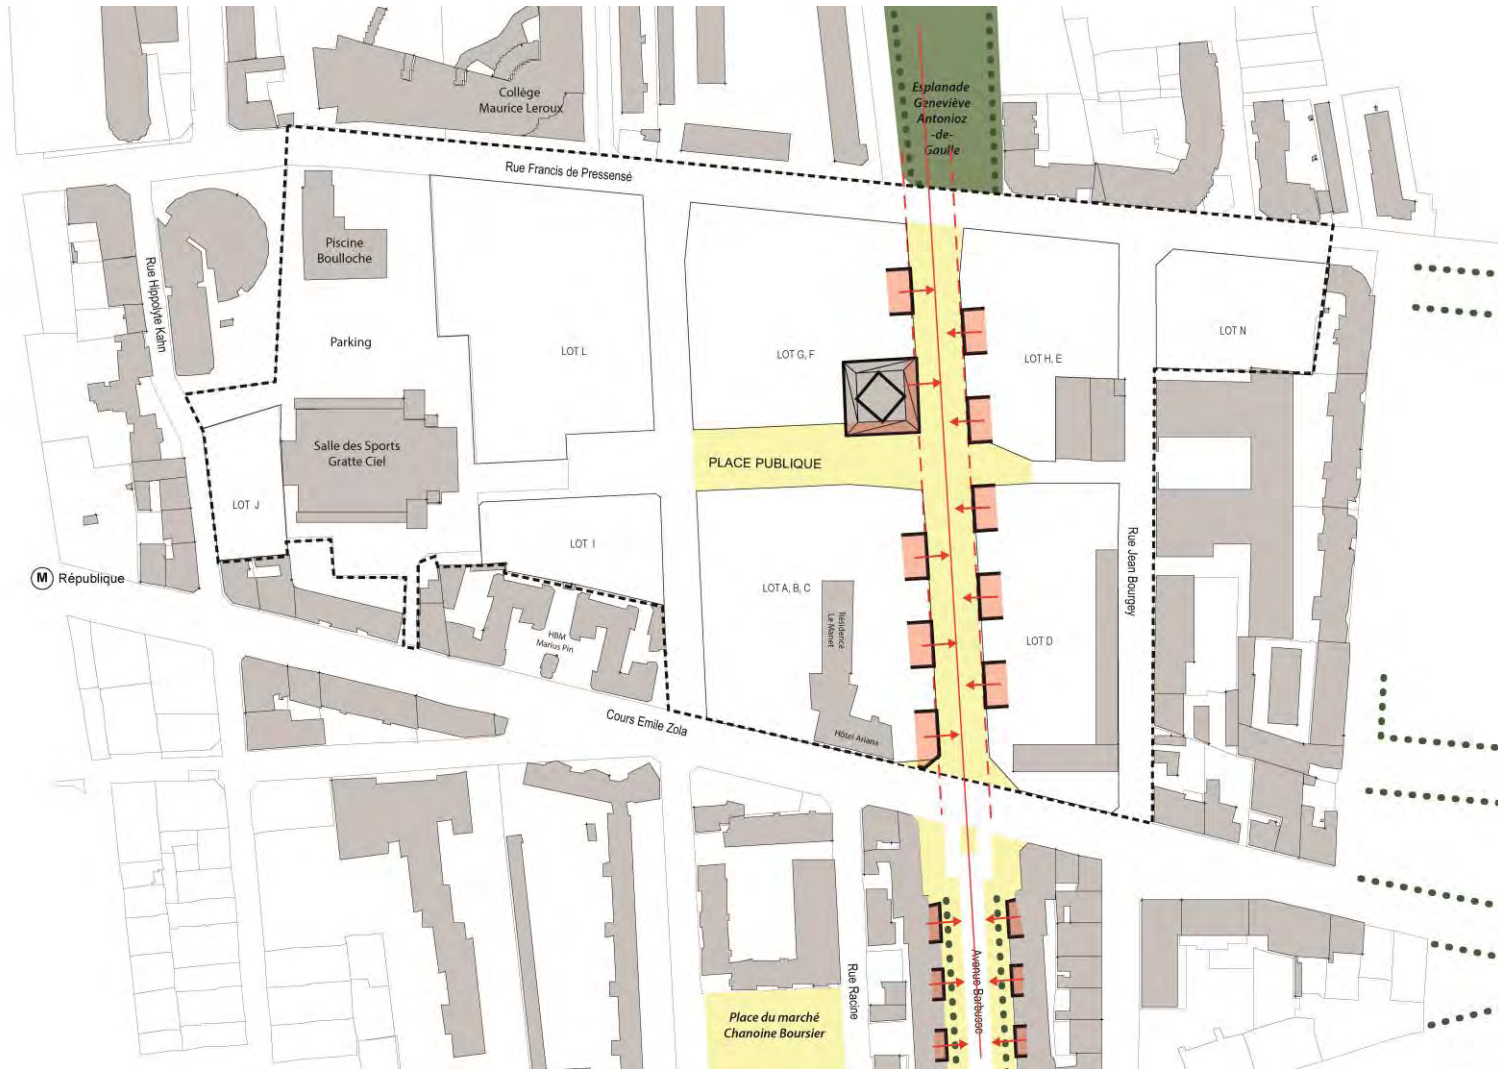 Collège
Maurice Leroux
Esplanade
Geneviève
Antonioz
-de-
Gaulle
Rue Francis de Pressensé
Piscine
Boulloche
Rue Hippolyte Kahn
Parking
LOT L
LOT G, F
LOT H, E
LOT N
Salle des Sports
Gratte Ciel
PLACE PUBLIQUE
LOT J
LOT I
M République
LOT A, B, C
Résidence
Le Manet
LOT D
Rue Jean Bourgey
HBM
Marius Pin
Cours Emile Zola
Hôtel Ariana
Rue Racine
Avenue Barbusse
Place du marché
Chanoine Boursier